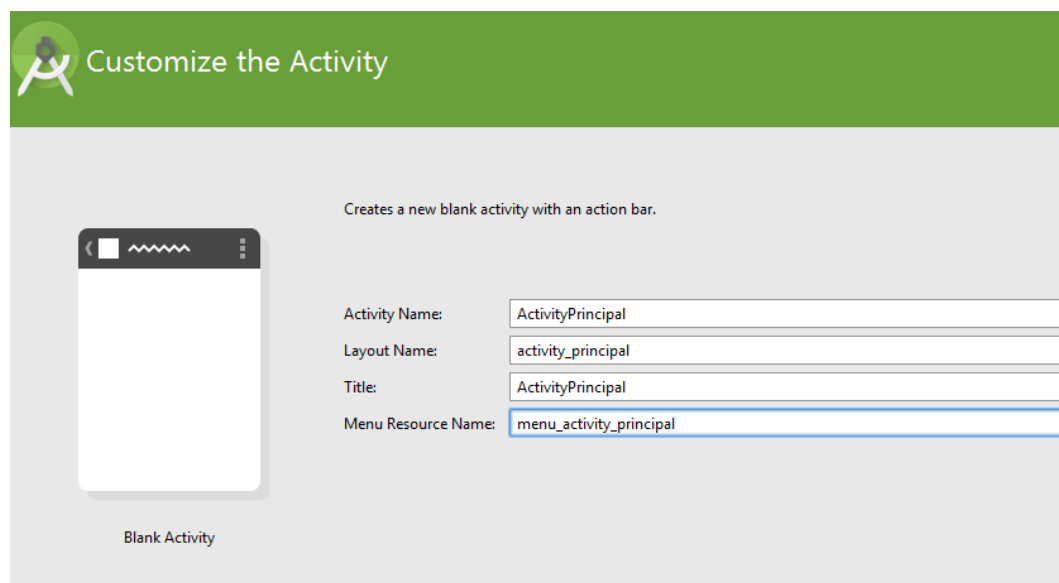 Customize the Activity
Creates a new blank activity with an action bar.
Activity Name: ActivityPrincipal
Layout Name: activity_principal
Title: ActivityPrincipal
Menu Resource Name: menu_activity_principal
Blank Activity